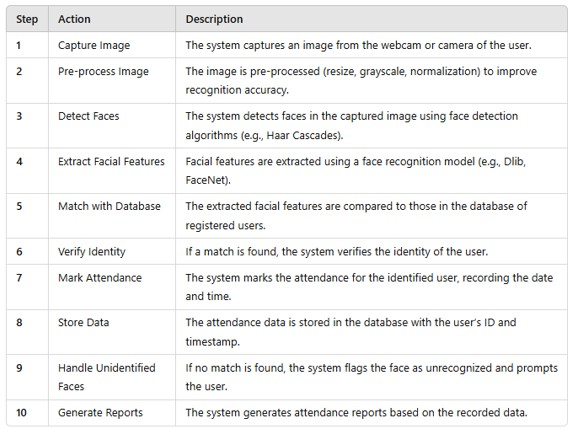 Step Action Description
1 Capture Image The system captures an image from the webcam or camera of the user.
2 Pre-process Image The image is pre-processed (resize, grayscale, normalization) to improve
recognition accuracy.
3 Detect Faces The system detects faces in the captured image using face detection
algorithms (e.g., Haar Cascades).
4 Extract Facial Features Facial features are extracted using a face recognition model (e.g., Dlib,
FaceNet).
5 Match with Database The extracted facial features are compared to those in the database of
registered users.
6 Verify Identity If a match is found, the system verifies the identity of the user.
7 Mark Attendance The system marks the attendance for the identified user, recording the date
and time.
8 Store Data The attendance data is stored in the database with the user's ID and
timestamp.
9 Handle Unidentified If no match is found, the system flags the face as unrecognized and prompts
Faces the user.
10 Generate Reports The system generates attendance reports based on the recorded data.